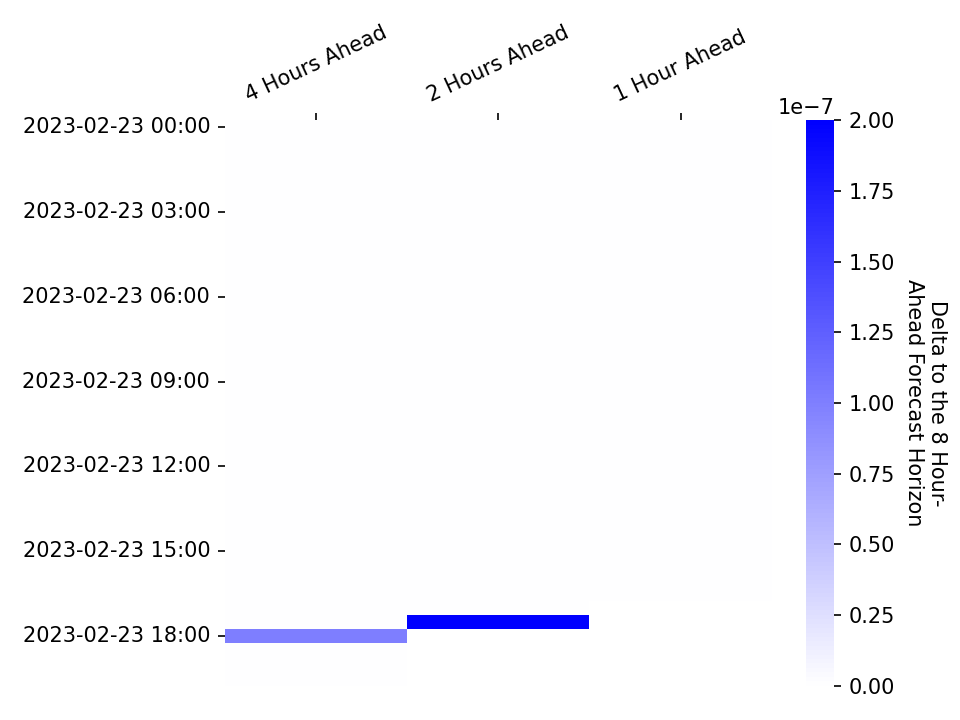 4 Hours Ahead
2 Hours Ahead
1 Hour Ahead
2023-02-23 00:00
2023-02-23 03:00
2023-02-23 06:00
2023-02-23 09:00
2023-02-23 12:00
2023-02-23 15:00
2023-02-23 18:00
1e−7
2.00
1.75
1.50
1.25
1.00
0.75
0.50
0.25
0.00
Delta to the 8 Hour-
Ahead Forecast Horizon